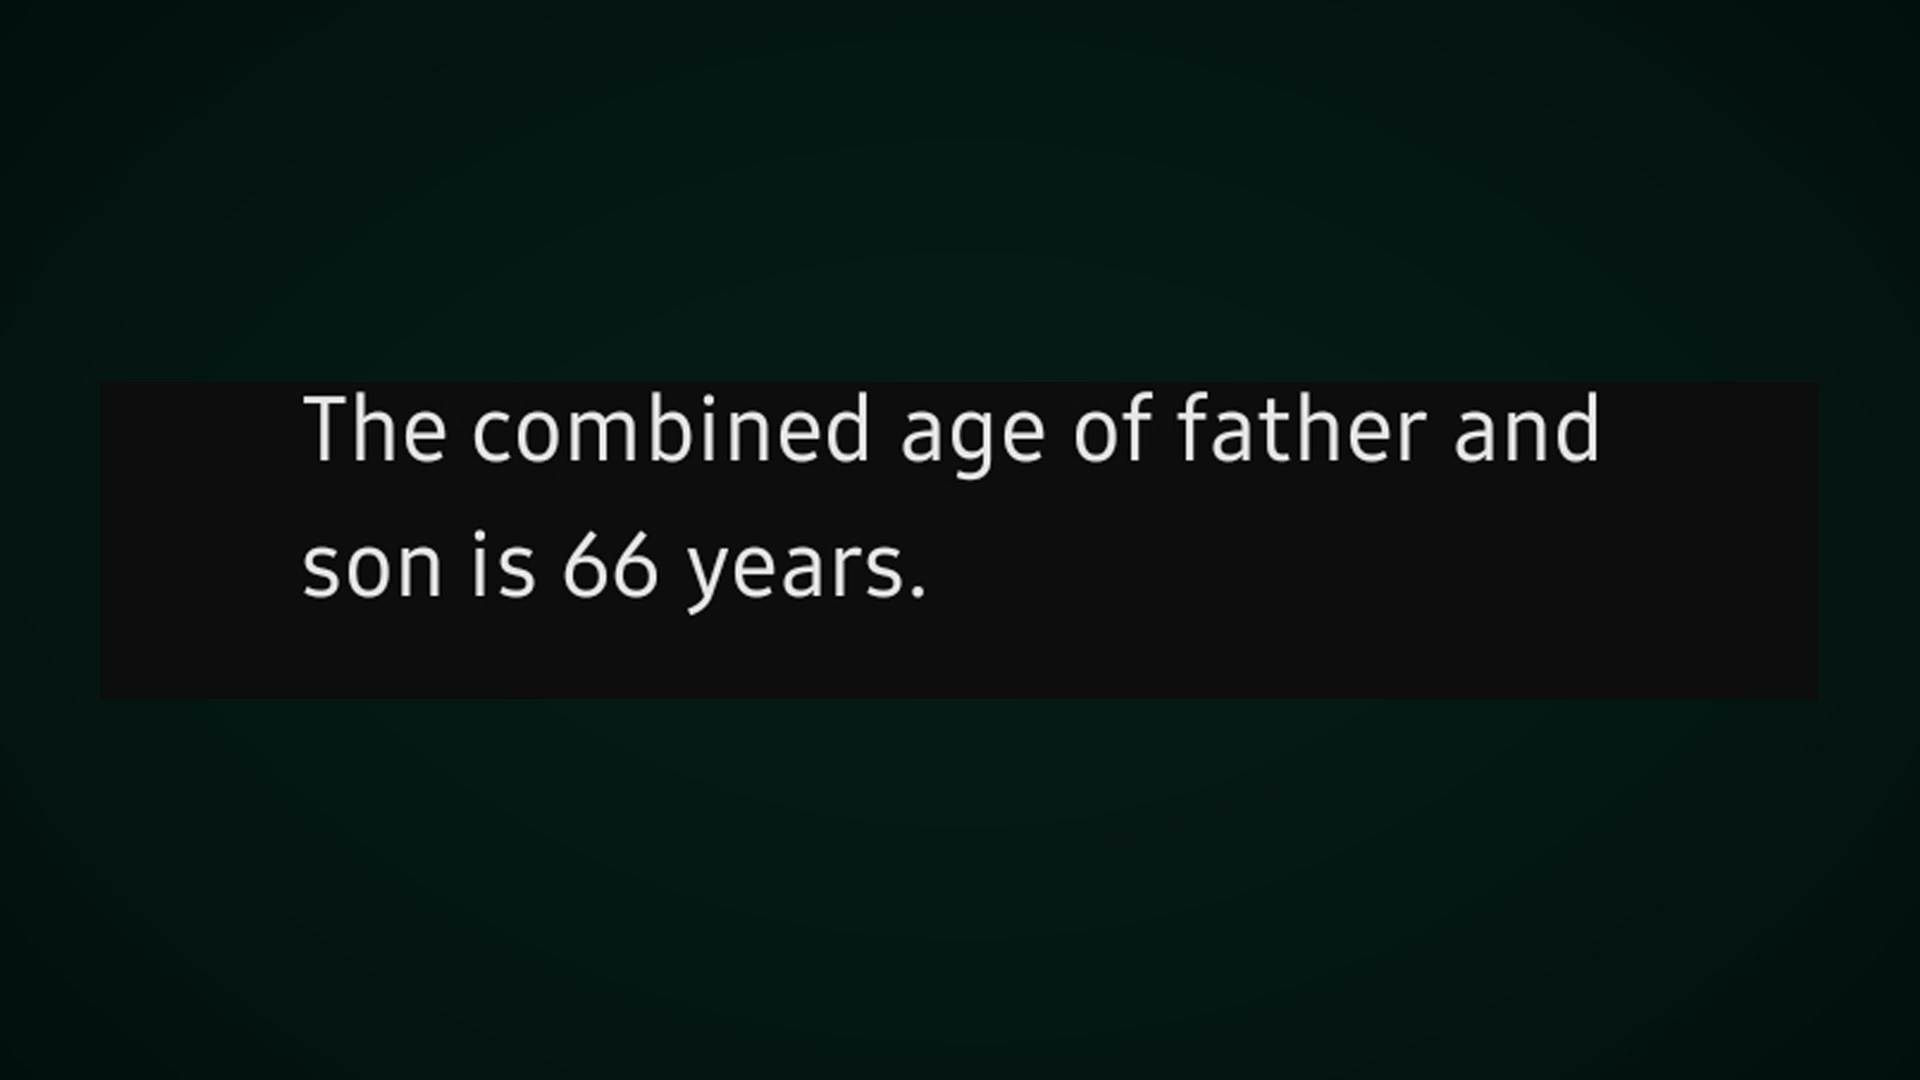 The combined age of father and
son is 66 years.